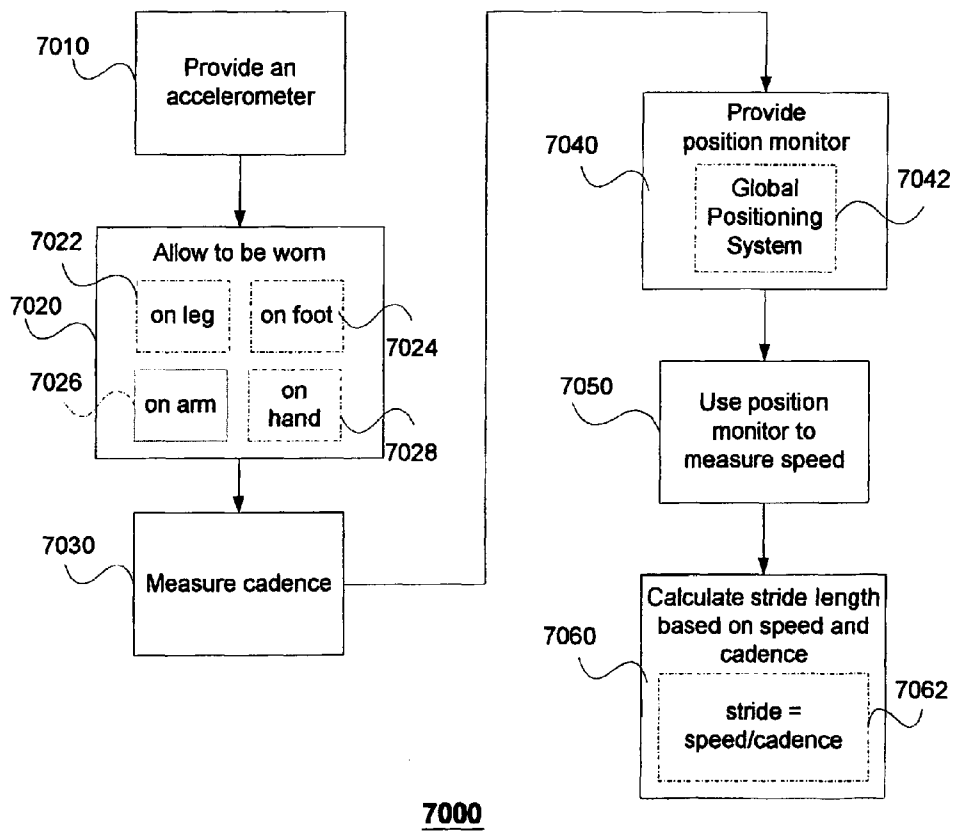 7010
Provide an
accelerometer
7020
Allow to be worn
7022
on leg
on foot
7024
7026
on arm
on
hand
7028
7030
Measure cadence
7040
Provide
position monitor
Global
Positioning
System
7042
7050
Use position
monitor to
measure speed
7060
Calculate stride length
based on speed and
cadence
stride =
speed/cadence
7062
7000